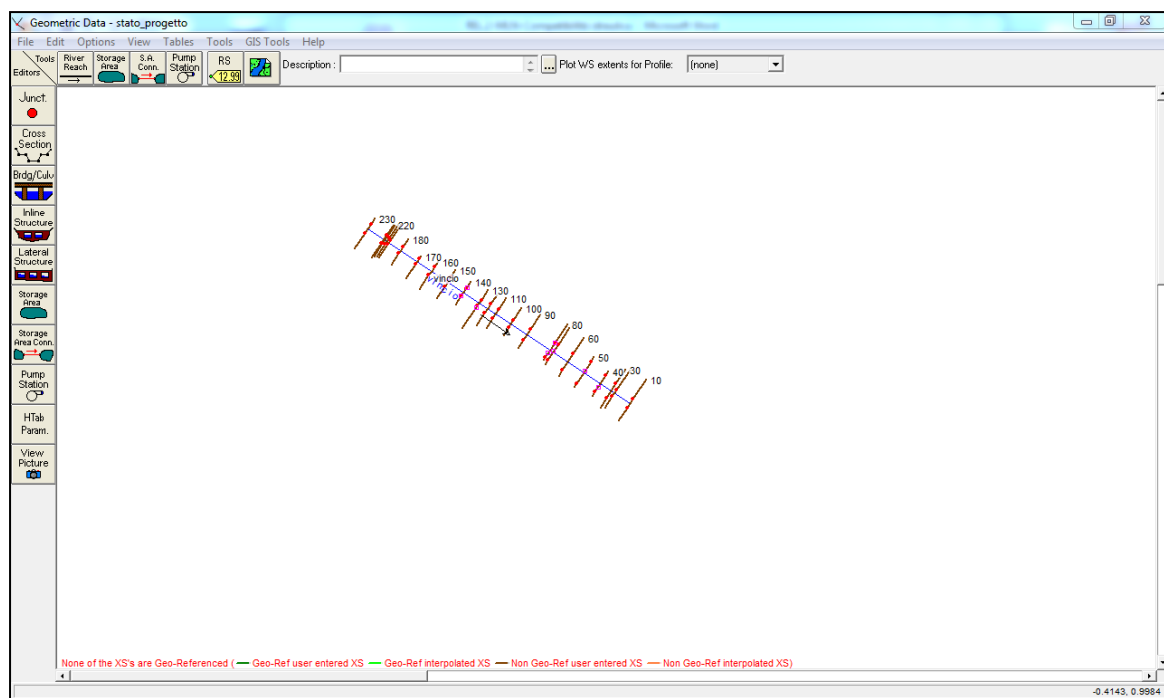 Geometric Data - stato_progetto
File Edit Options View Tables Tools GIS Tools Help
Tools
Editors
River
Reach
Storage
Area
S.A.
Conn.
Pump
Station
RS
12.99
Description :
...
Plot WS extents for Profile:
(none)
Junct.
Cross
Section
Brdg/Culv
Inline
Structure
Lateral
Structure
Storage
Area
Storage
Area Conn.
Pump
Station
HTab
Param.
View
Picture
230
220
180
170
160
vincio
vincio
150
140
130
110
100
90
80
60
50
40'
30
10
None of the XS's are Geo-Referenced ( Geo-Ref user entered XS Geo-Ref interpolated XS Non Geo-Ref user entered XS Non Geo-Ref interpolated XS)
-0.4143, 0.9984